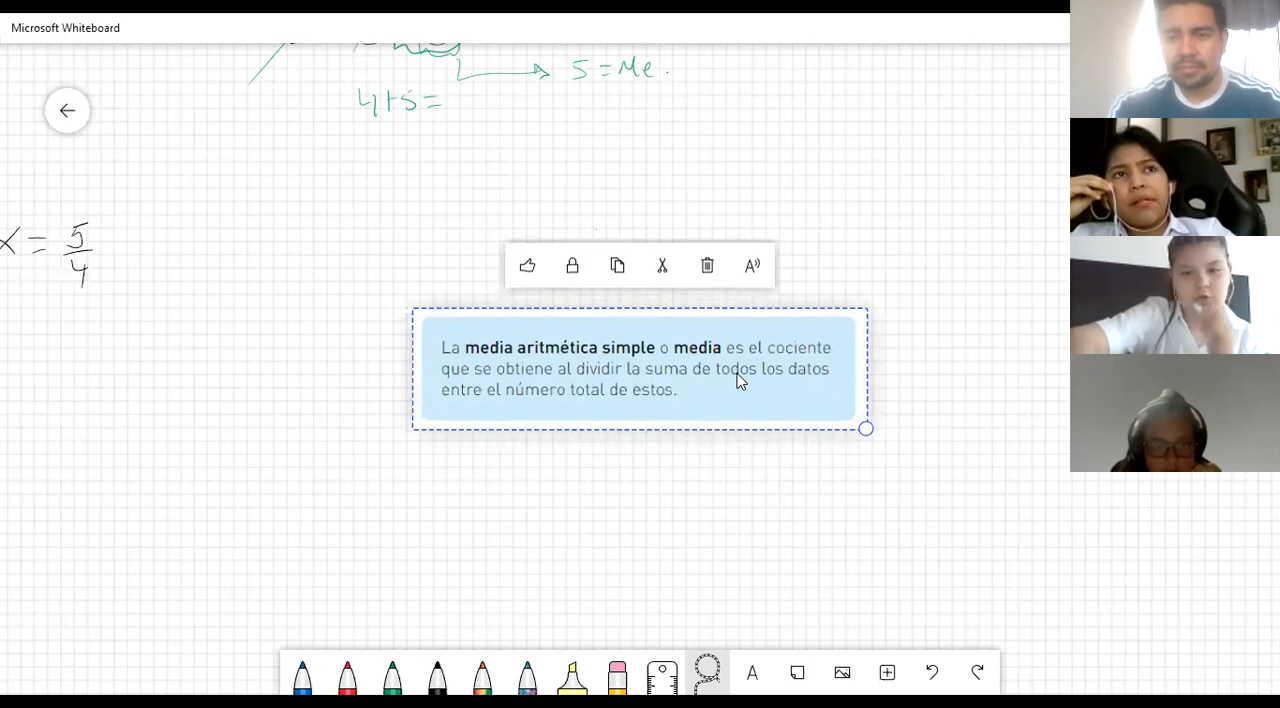 Microsoft Whiteboard
5 = Me.
4+5=
x = 5/4
La media aritmética simple o media es el cociente
que se obtiene al dividir la suma de todos los datos
entre el número total de estos.
A
A